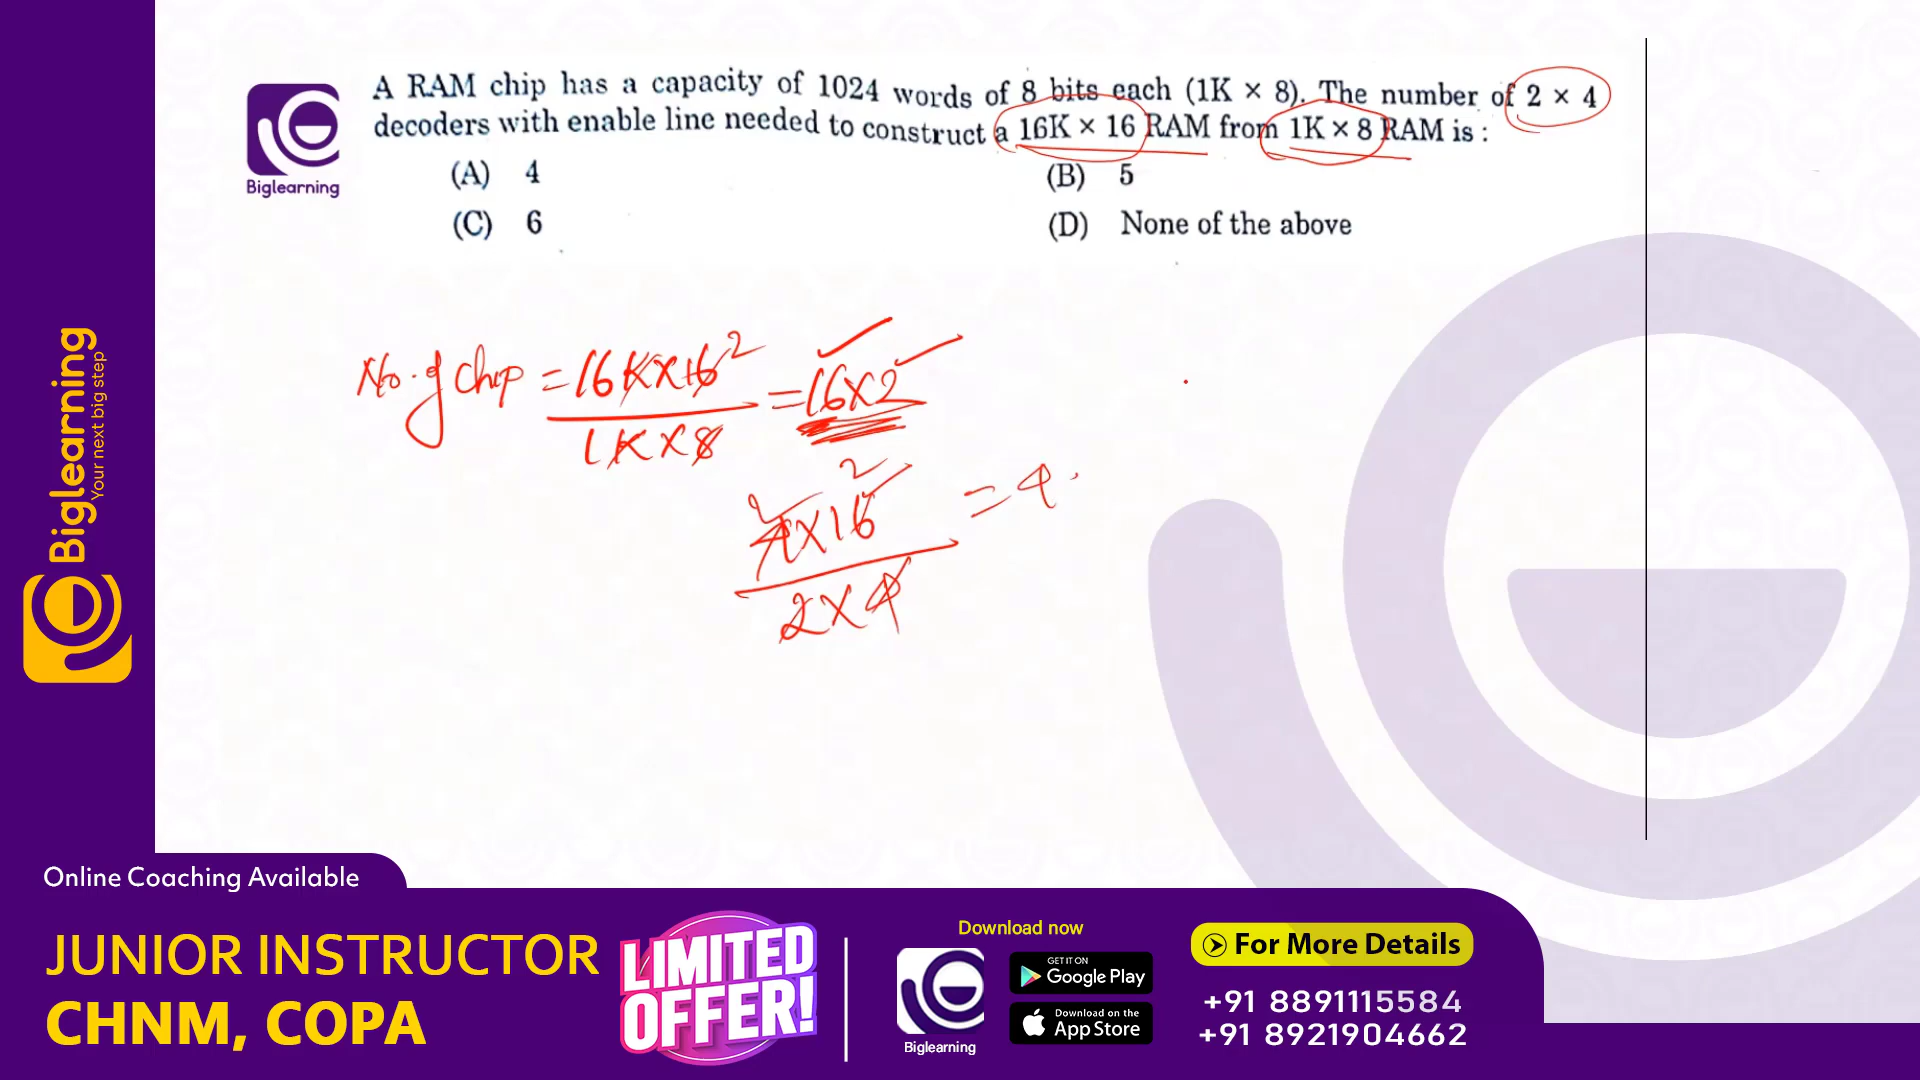 A RAM chip has a capacity of 1024 words of 8 bits each (1K × 8). The number of 2 × 4
decoders with enable line needed to construct a 16K × 16 RAM from 1K × 8 RAM is :
(A) 4 (B) 5
(C) 6 (D) None of the above
Biglearning
Biglearning
Your next big step
No. of chip = 16K×16 2 = 16×2
1K×8
2 2
4×16 = 4.
2×4
Online Coaching Available
JUNIOR INSTRUCTOR
CHNM, COPA
LIMITED
OFFER!
Download now
Biglearning
GET IT ON
Google Play
Download on the
App Store
For More Details
+91 8891115584
+91 8921904662